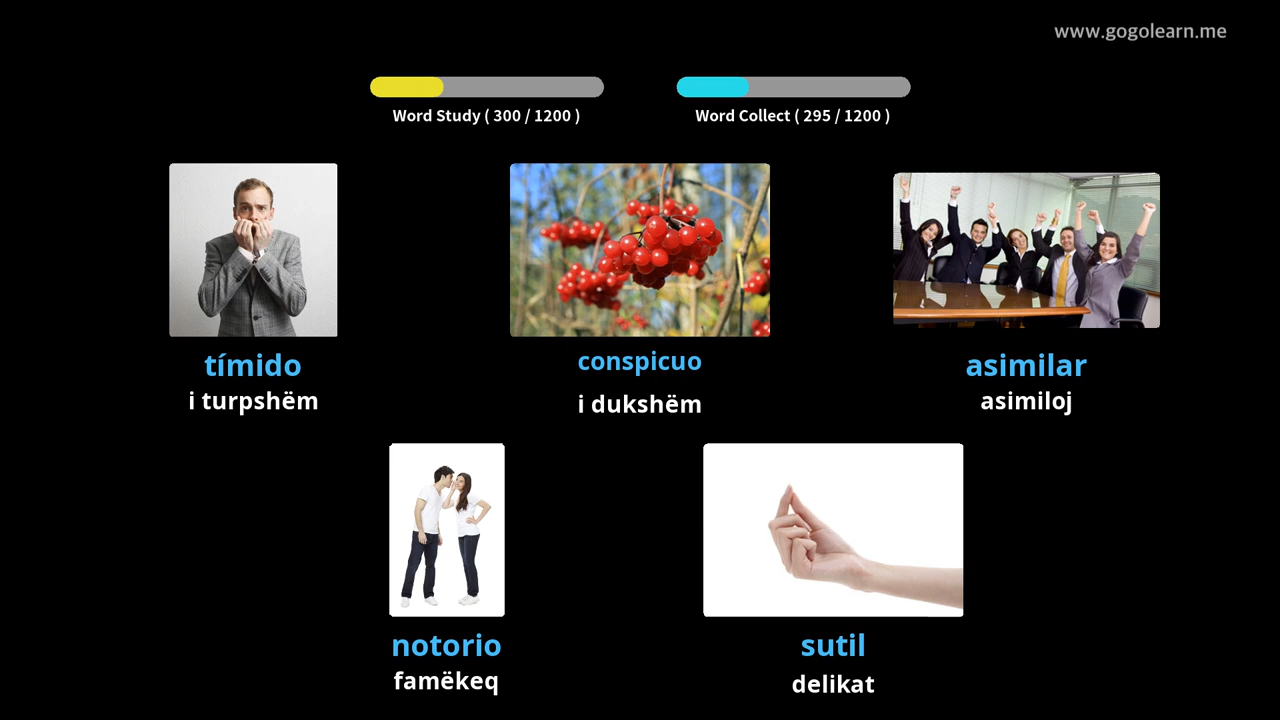 www.gogolearn.me
Word Study ( 300 / 1200 )
Word Collect ( 295 / 1200 )
tímido
i turpshëm
conspicuo
i dukshëm
asimilar
asimiloj
notorio
famëkeq
sutil
delikat